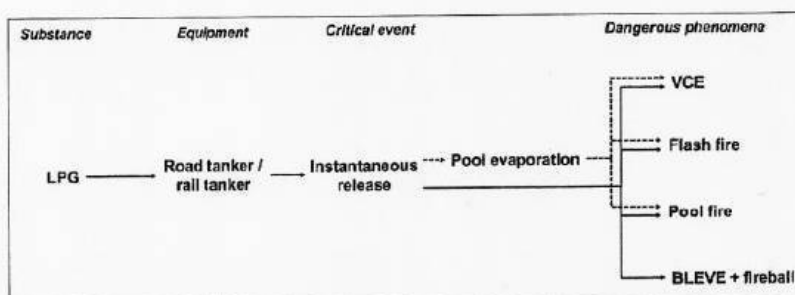 Substance Equipment Critical event Dangerous phenomena
VCE
Pool evaporation Flash fire
LPG Road tanker / rail tanker Instantaneous release
Pool fire
BLEVE + fireball